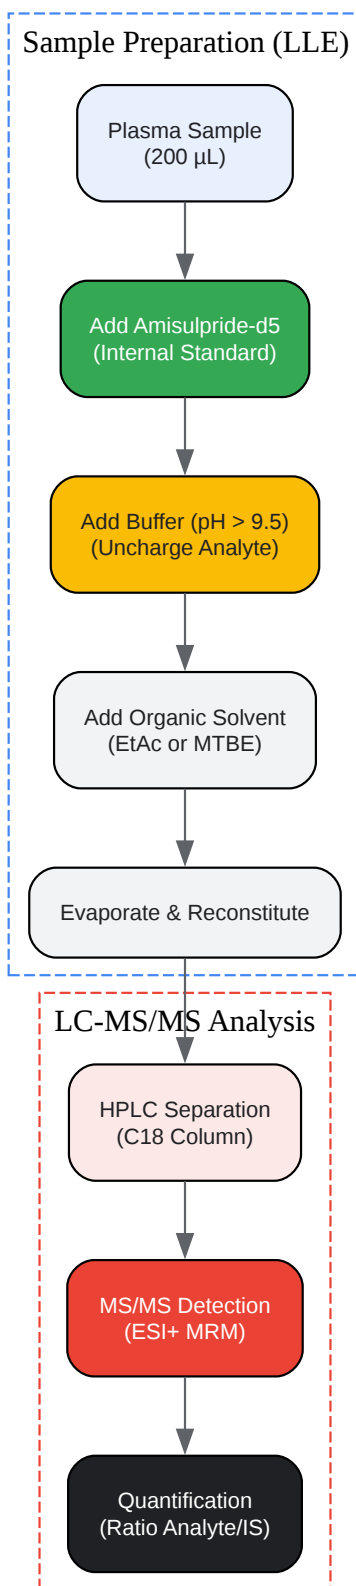 Sample Preparation (LLE)
Plasma Sample
(200 µL)
Add Amisulpride-d5
(Internal Standard)
Add Buffer (pH > 9.5)
(Uncharge Analyte)
Add Organic Solvent
(EtAc or MTBE)
Evaporate & Reconstitute
LC-MS/MS Analysis
HPLC Separation
(C18 Column)
MS/MS Detection
(ESI+ MRM)
Quantification
(Ratio Analyte/IS)